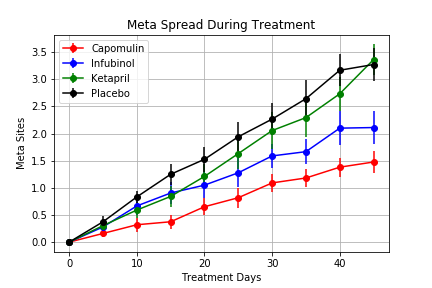 Meta Spread During Treatment
Capomulin
Infubinol
Ketapril
Placebo
Meta Sites
3.5
3.0
2.5
2.0
1.5
1.0
0.5
0.0
0 10 20 30 40
Treatment Days